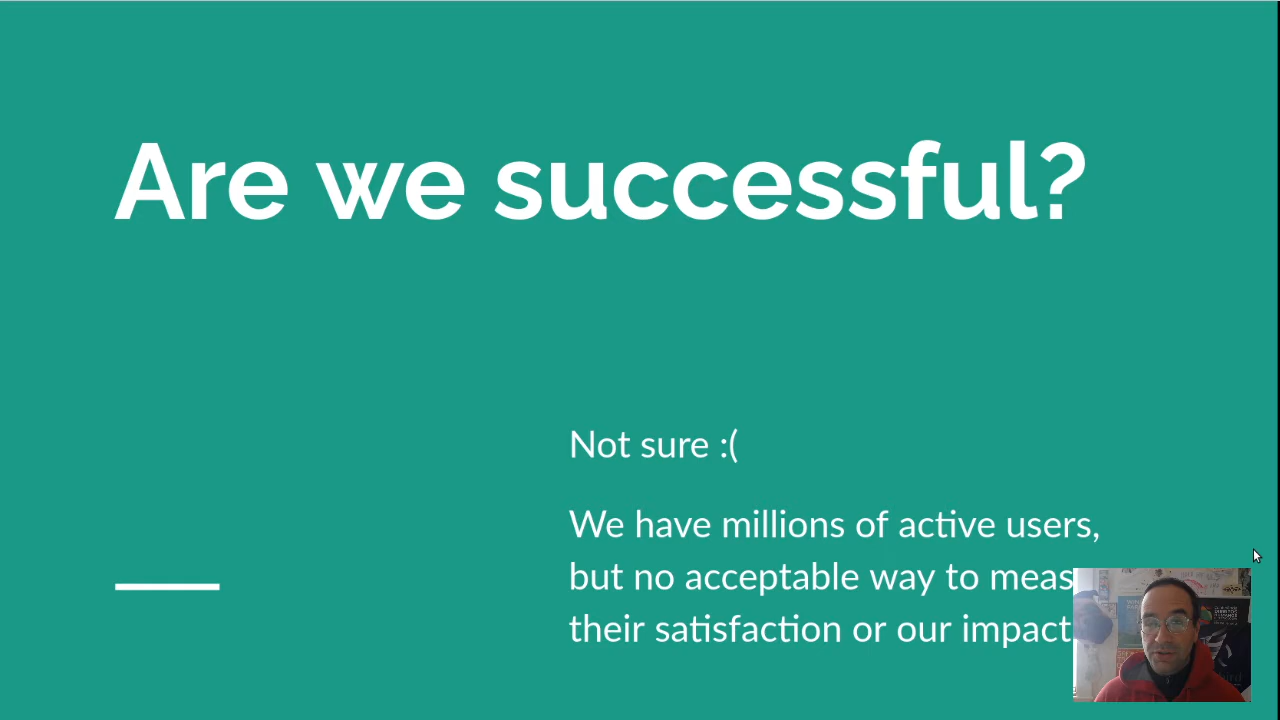 Are we successful?
Not sure :(
We have millions of active users,
but no acceptable way to meas
their satisfaction or our impact